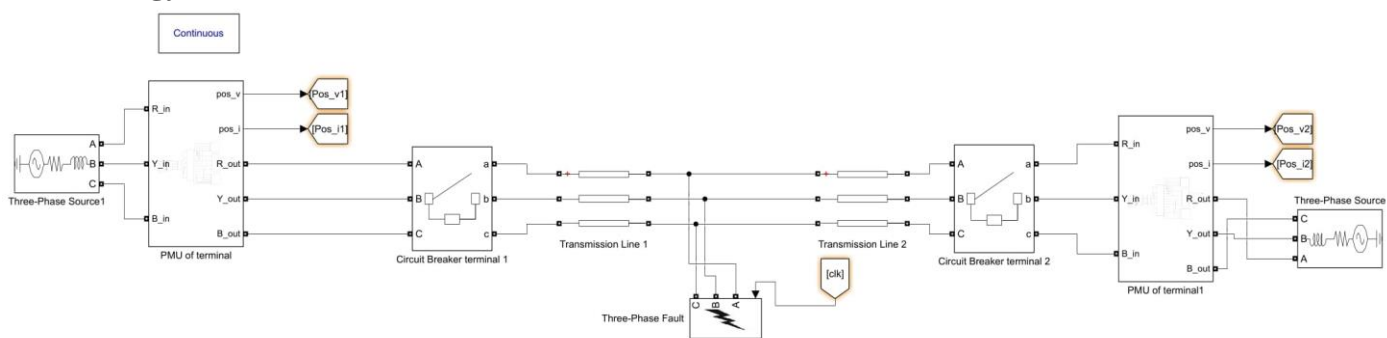 Continuous
pos_v
[Pos_v1]
R_in
pos_i
[Pos_i1]
A
B
C
Y_in
R_out
Y_out
B_in
B_out
Three-Phase Source1
PMU of terminal
A
a
B
b
C
c
Circuit Breaker terminal 1
+
Transmission Line 1
+
Transmission Line 2
A
a
B
b
C
c
Circuit Breaker terminal 2
[clk]
C
B
A
Three-Phase Fault
R_in
pos_v
[Pos_v2]
pos_i
[Pos_i2]
Y_in
R_out
Y_out
B_in
B_out
PMU of terminal1
Three-Phase Source
C
B
A